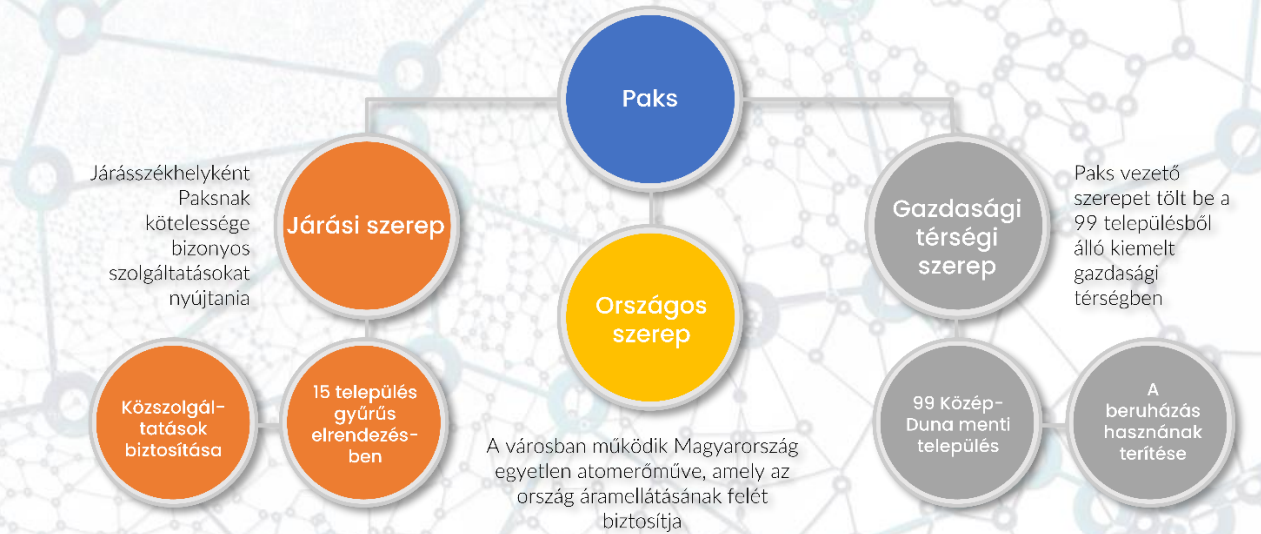 Paks
Járásszékhelyként
Paksnak
kötelessége
bizonyos
szolgáltatásokat
nyújtania
Járási szerep
Országos
szerep
Gazdasági
térségi
szerep
Paks vezető
szerepet tölt be a
99 településből
álló kiemelt
gazdasági
térségben
Közszolgál-
tatások
biztosítása
15 település
gyűrűs
elrendezés-
ben
A városban működik Magyarország
egyetlen atomerőműve, amely az
ország áramellátásának felét
biztosítja
99 Közép-
Duna menti
település
A
beruházás
hasznának
terítése